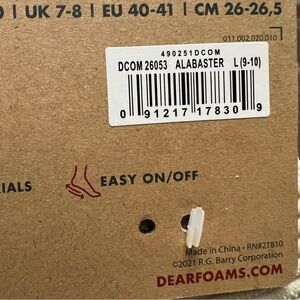 | UK 7-8 | EU 40-41 | CM 26-26,5
011.002.020.010
490251DCOM
DCOM 26053 ALABASTER L (9-10)
0 91217 17830 9
EASY ON/OFF
Made in China • RN#21810
©2021 R.G. Barry Corporation
DEARFOAMS.COM